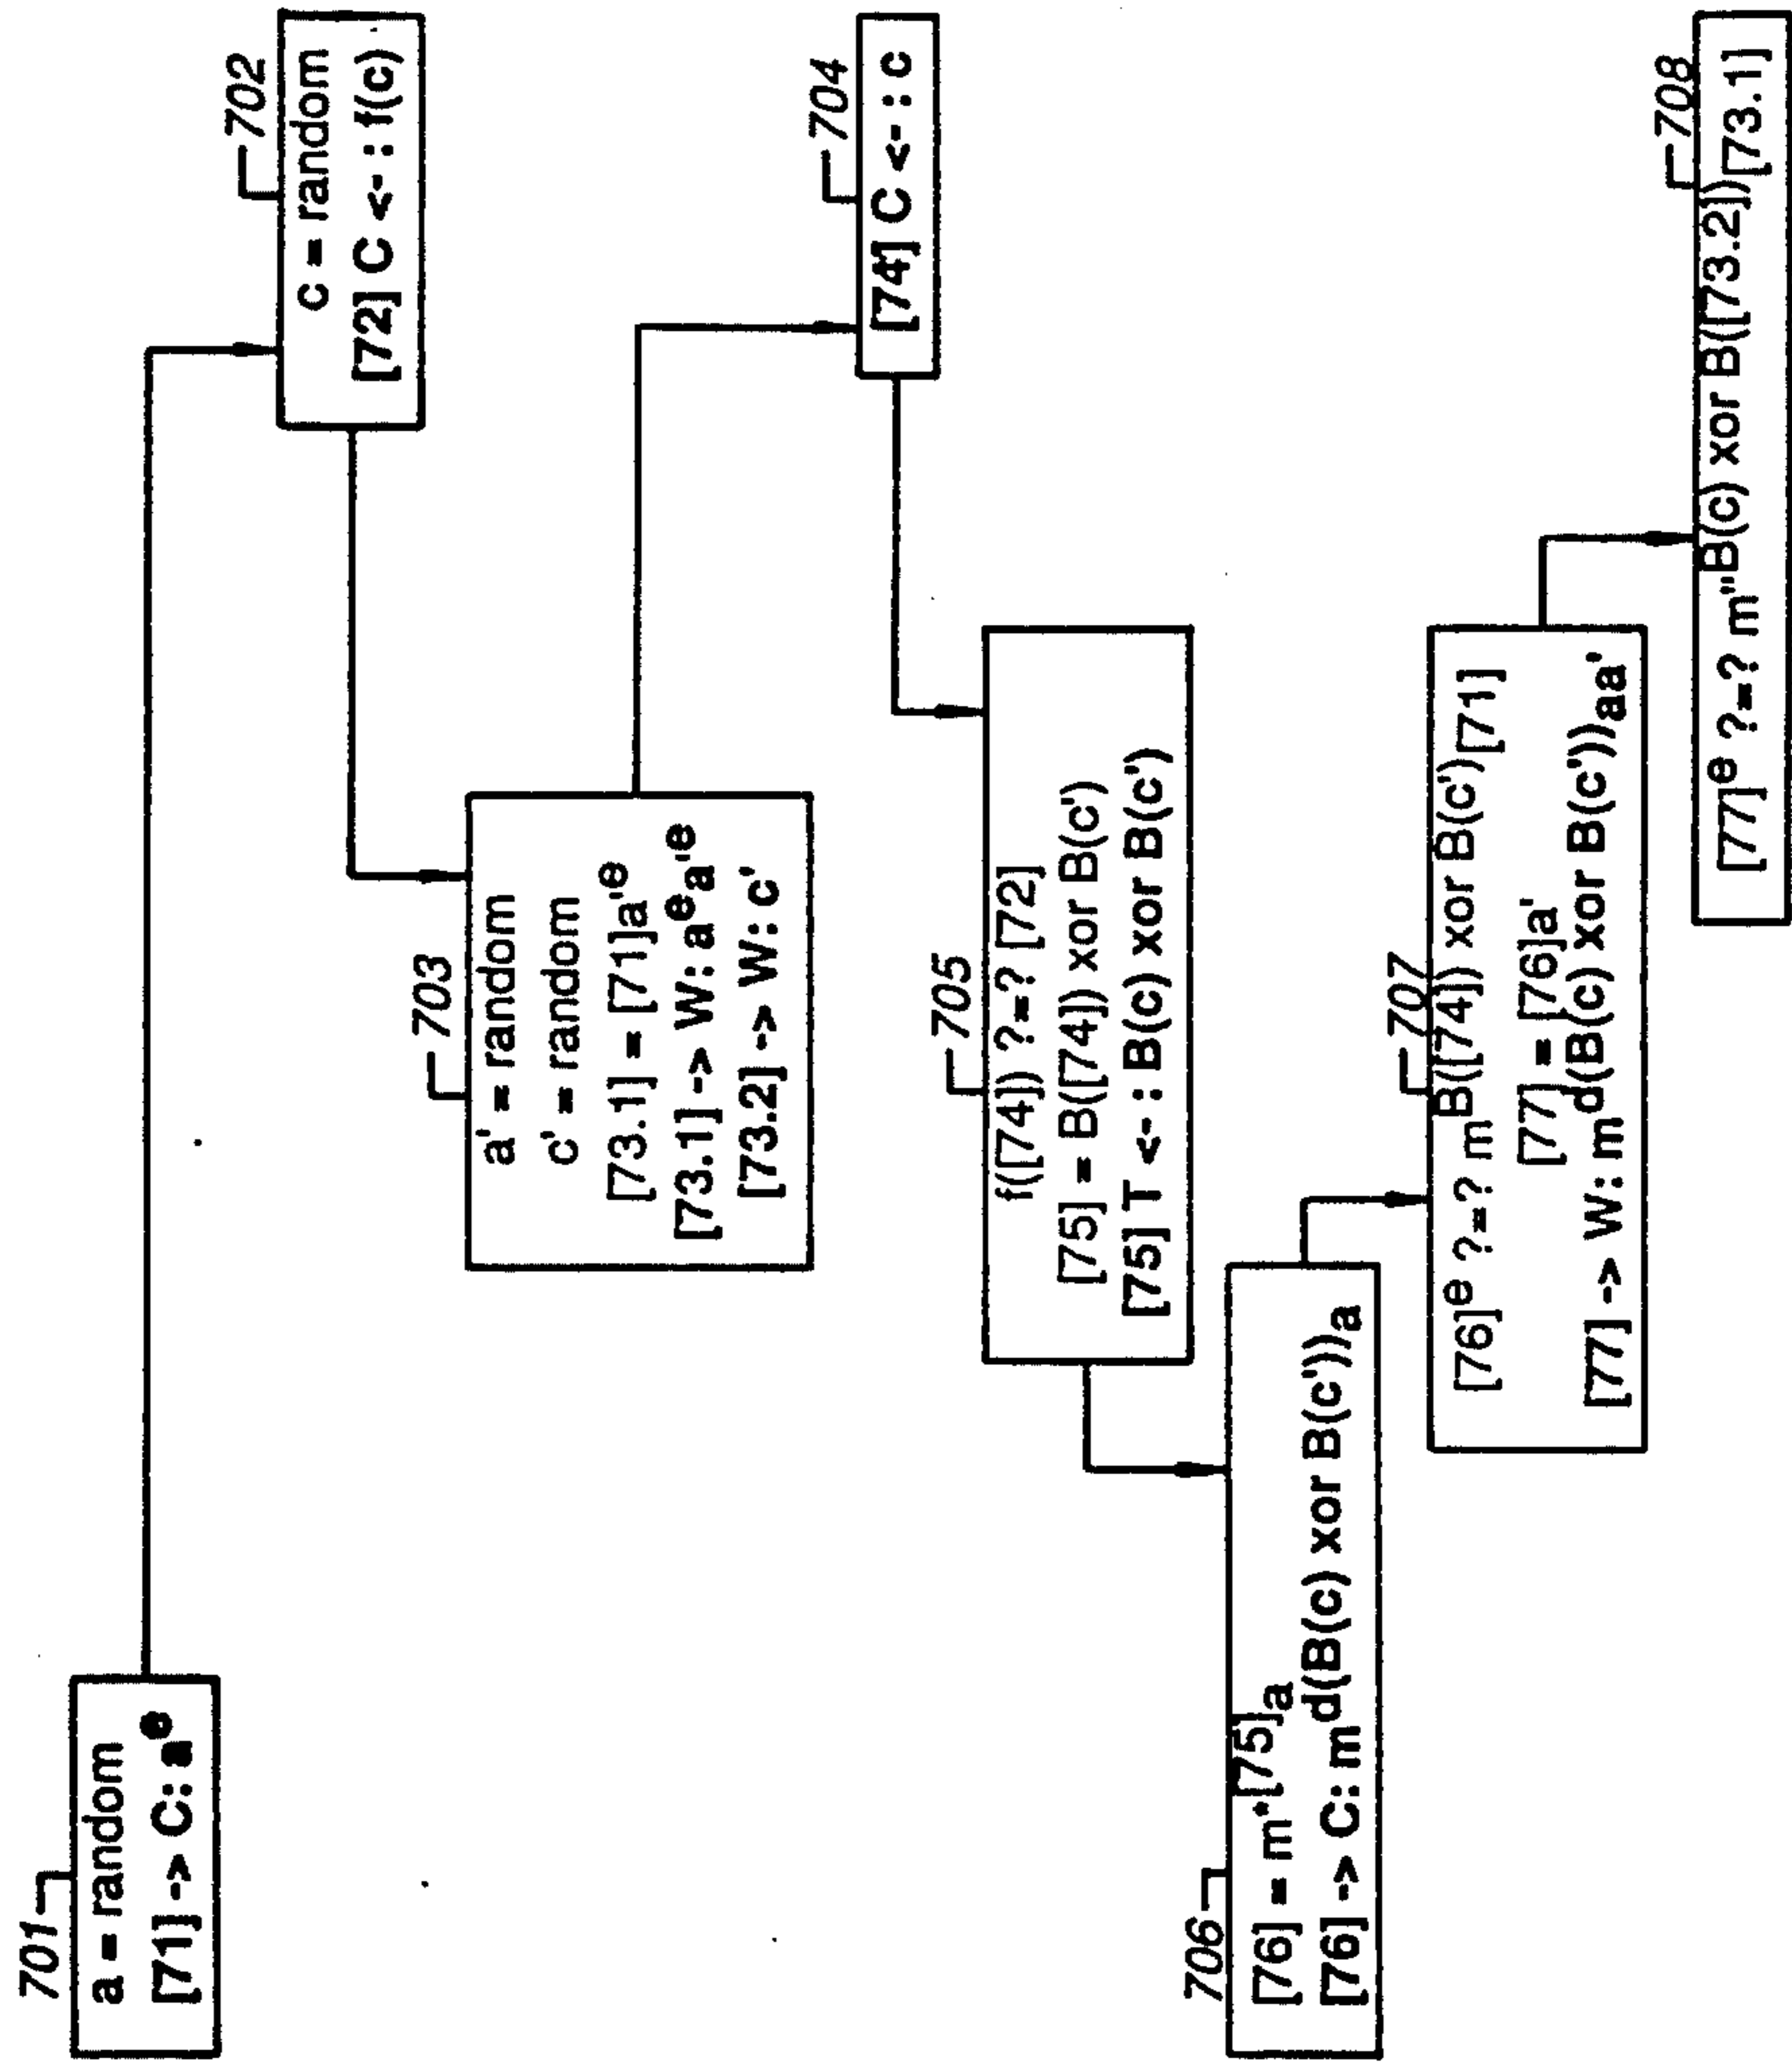 701
a = random
[71] -> C: a^e
702
c = random
[72] C <- : f(c)
703
a' = random
c' = random
[73.1] = [71]a'^e
[73.1] -> W: a^e a'^e
[73.2] -> W: c'
704
[74] C <- : c
705
f([74]) ?=? [72]
[75] = B([74]) xor B(c')
[75] T <- : B(c) xor B(c')
706
[76] = m*^[75] a
[76] -> C: m^d(B(c) xor B(c')) a
707
[76]^e ?=? m^B([74]) xor B(c') [71]
[77] = [76]a'
[77] -> W: m^d(B(c) xor B(c')) aa'
708
[77]^e ?=? m''^B(c) xor B([73.2]) [73.1]